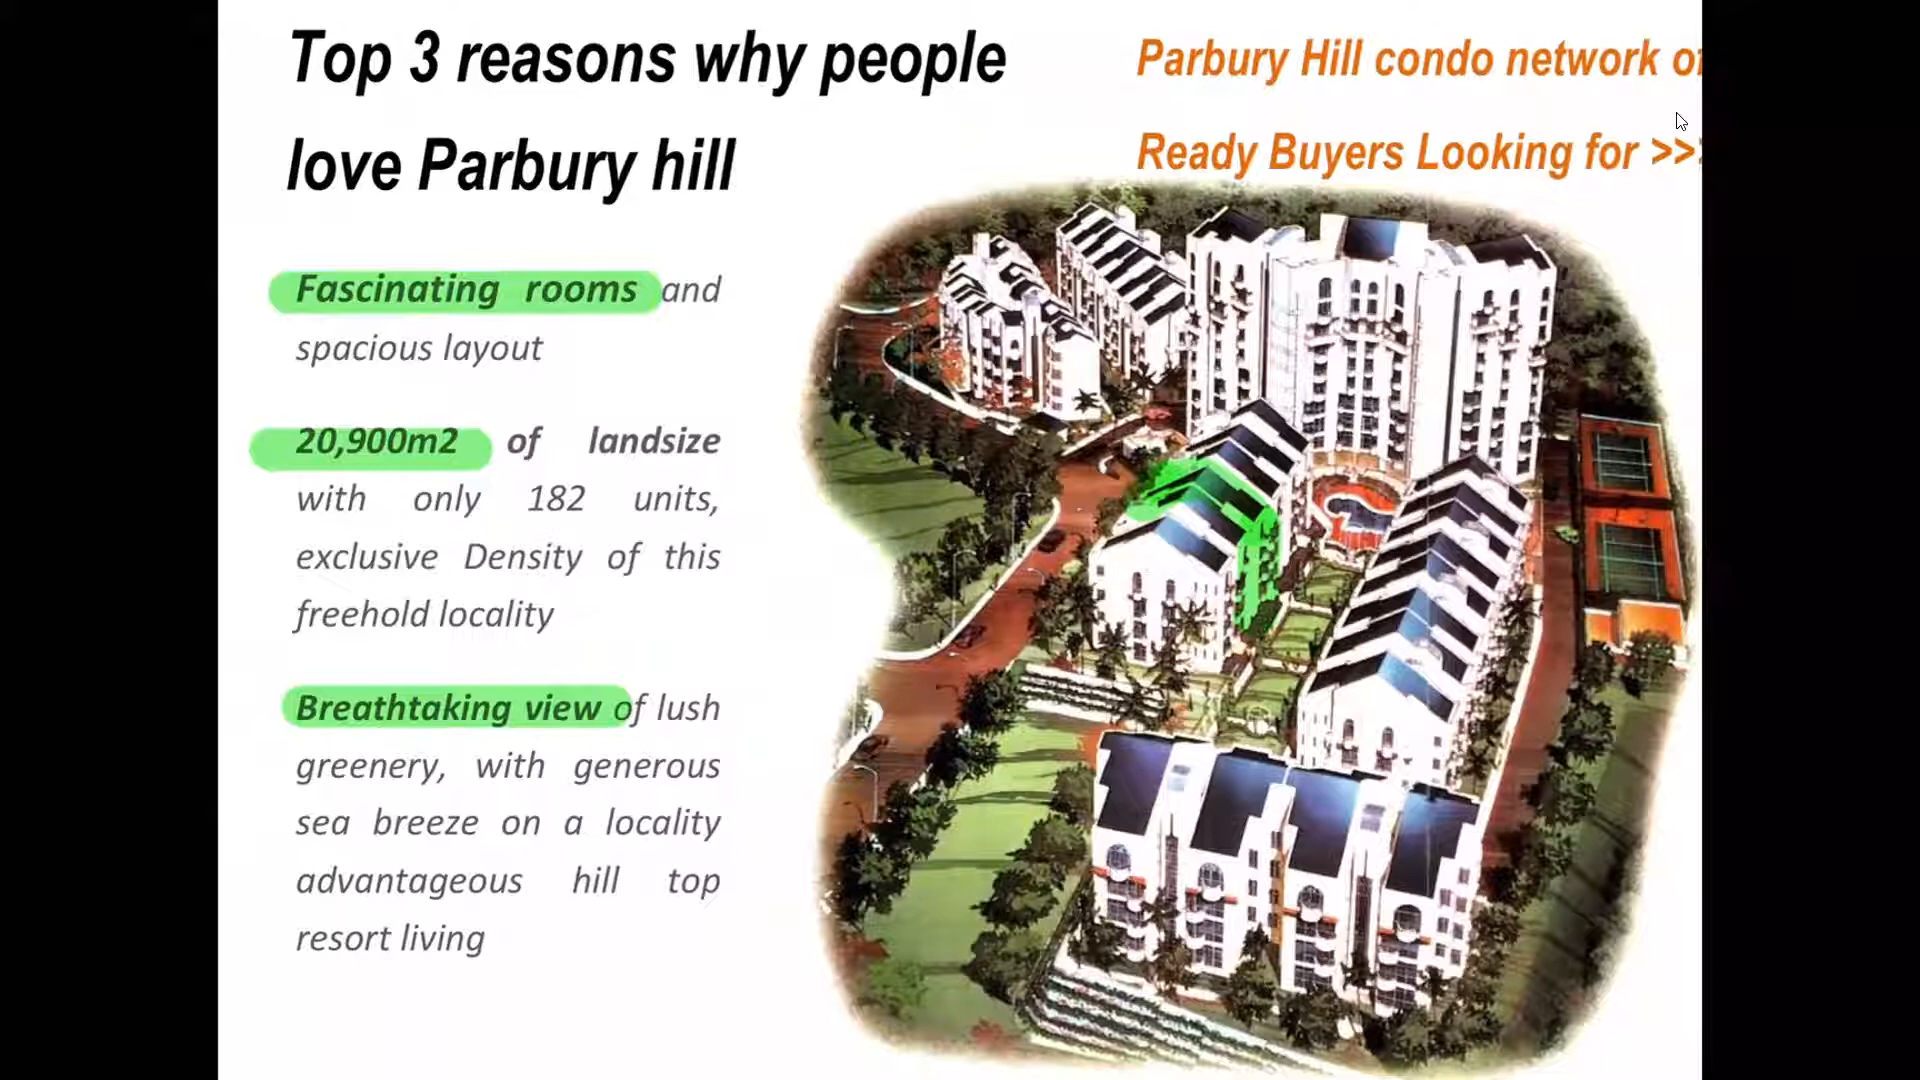 Top 3 reasons why people
love Parbury hill
Parbury Hill condo network of
Ready Buyers Looking for >>
Fascinating rooms and
spacious layout
20,900m2 of landsize
with only 182 units,
exclusive Density of this
freehold locality
Breathtaking view of lush
greenery, with generous
sea breeze on a locality
advantageous hill top
resort living